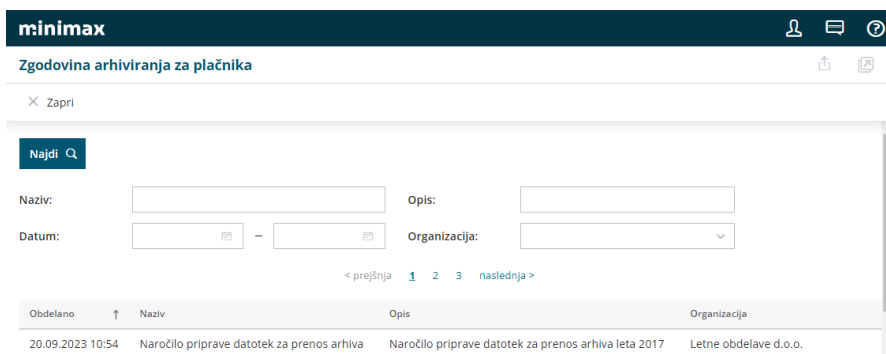 minimax
Zgodovina arhiviranja za plačnika
Zapri
Najdi
Naziv:
Opis:
Datum:
–
Organizacija:
< prejšnja 1 2 3 naslednja >
Obdelano ↑ Naziv Opis Organizacija
20.09.2023 10:54 Naročilo priprave datotek za prenos arhiva Naročilo priprave datotek za prenos arhiva leta 2017 Letne obdelave d.o.o.